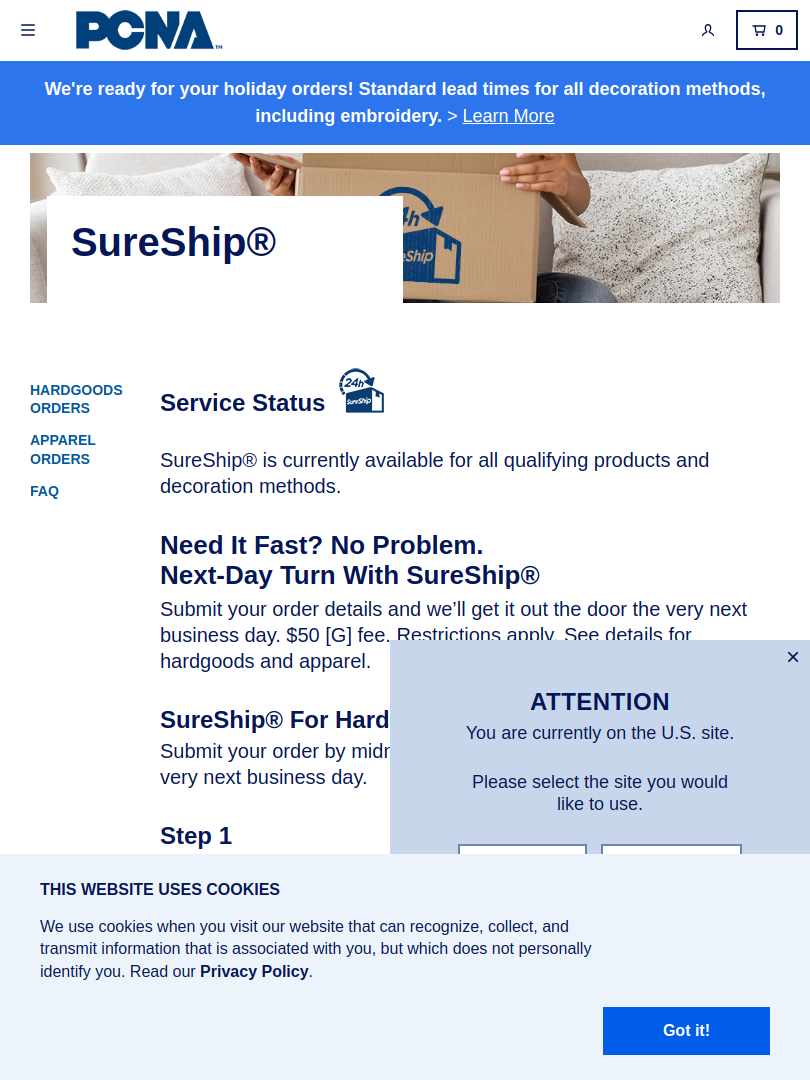 PCNA™
0
We're ready for your holiday orders! Standard lead times for all decoration methods,
including embroidery. > Learn More
4h
eShip
SureShip®
HARDGOODS
ORDERS
APPAREL
ORDERS
FAQ
Service Status
24h
SureShip
SureShip® is currently available for all qualifying products and
decoration methods.
Need It Fast? No Problem.
Next-Day Turn With SureShip®
Submit your order details and we’ll get it out the door the very next
business day. $50 [G] fee. Restrictions apply. See details for
hardgoods and apparel.
SureShip® For Hard
Submit your order by midn
very next business day.
Step 1
×
ATTENTION
You are currently on the U.S. site.
Please select the site you would
like to use.
THIS WEBSITE USES COOKIES
We use cookies when you visit our website that can recognize, collect, and
transmit information that is associated with you, but which does not personally
identify you. Read our Privacy Policy.
Got it!